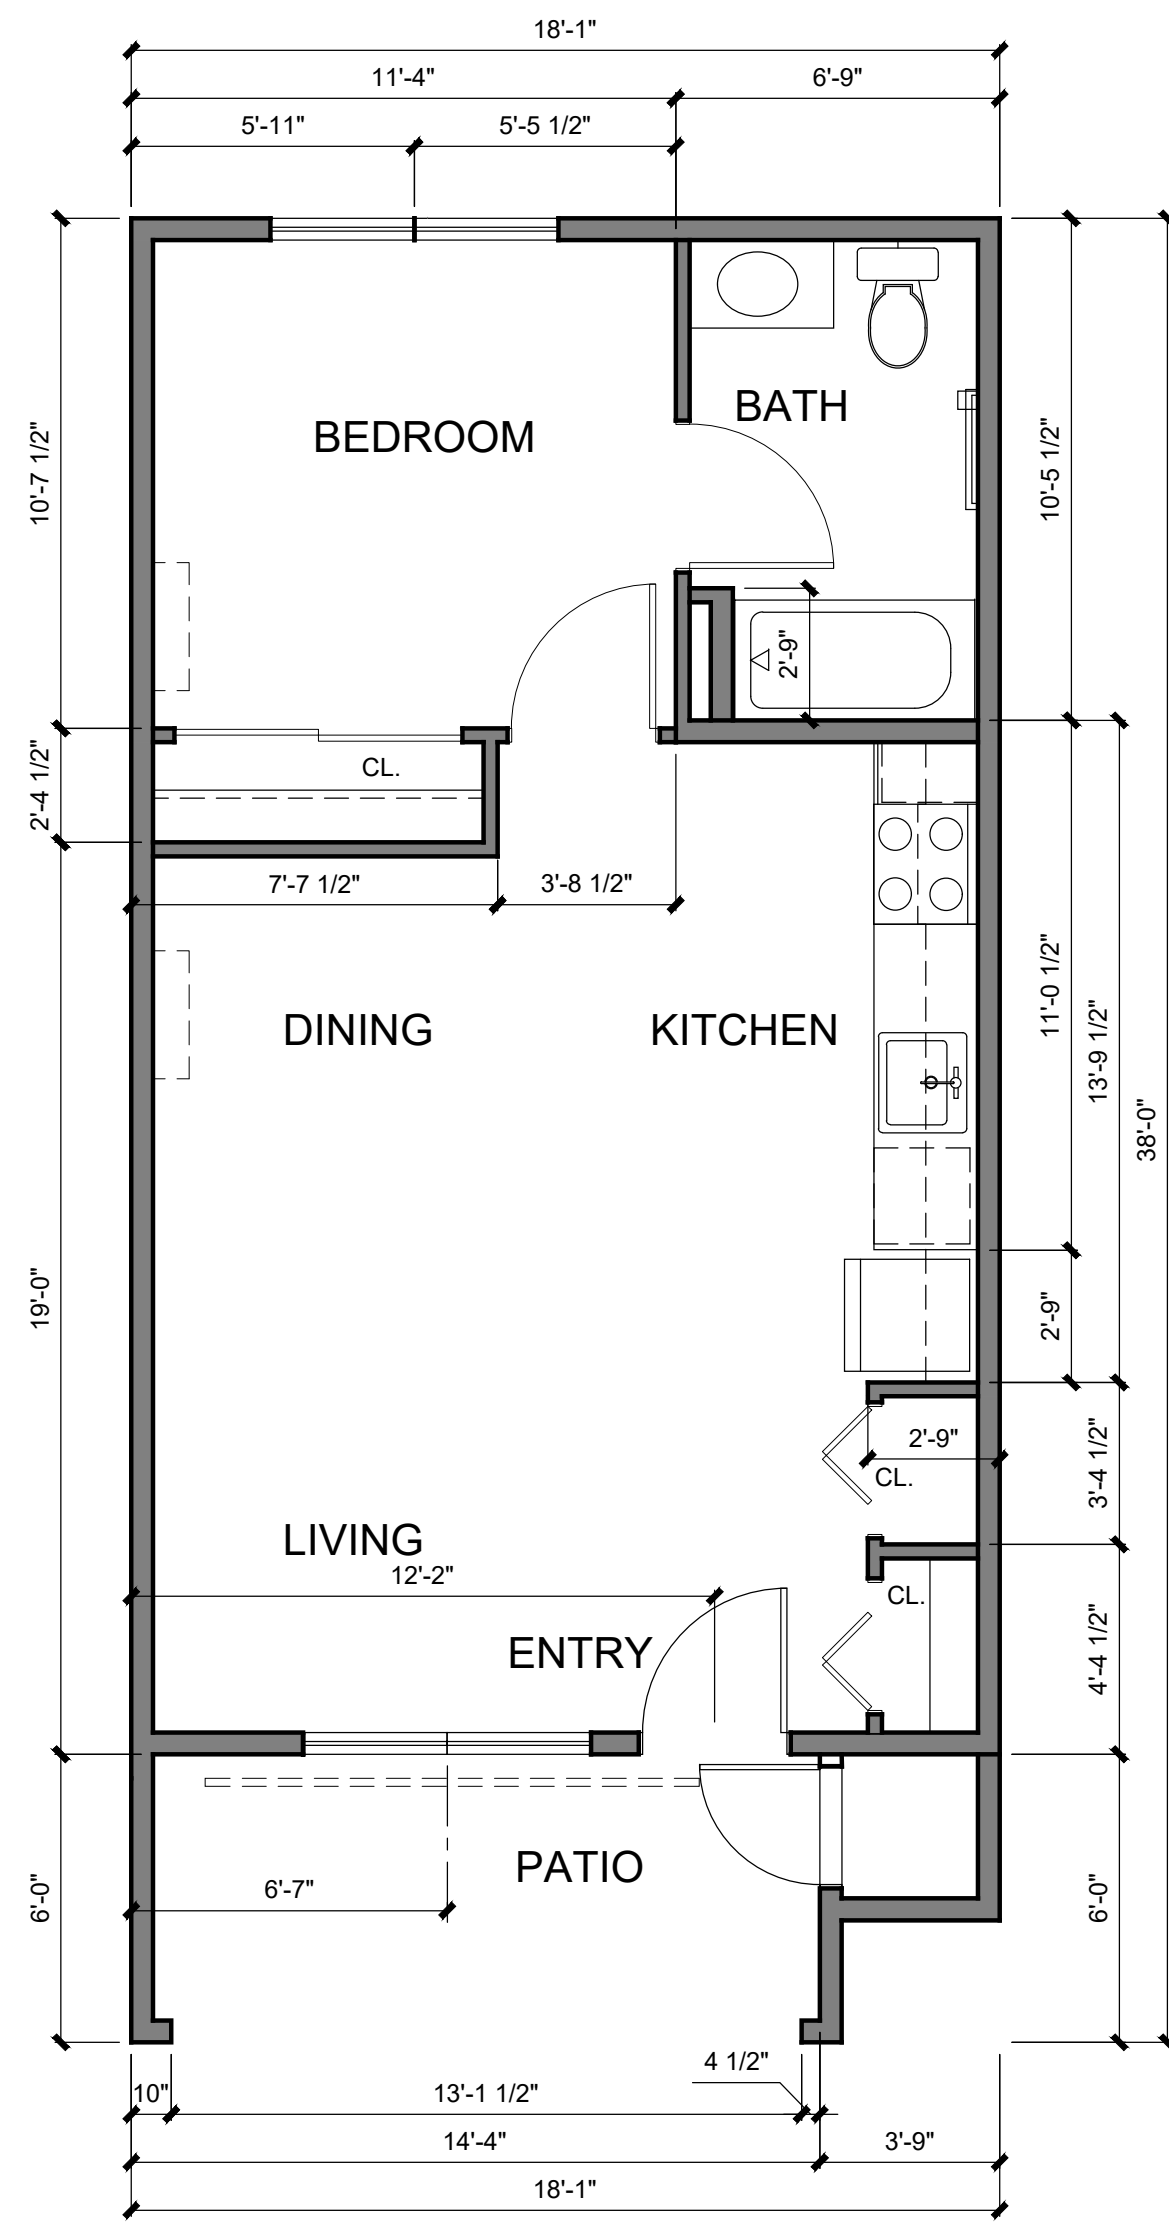 18'-1"
11'-4"
6'-9"
5'-11"
5'-5 1/2"
BEDROOM
BATH
10'-7 1/2"
10'-5 1/2"
2'-9"
2'-4 1/2"
CL.
7'-7 1/2"
3'-8 1/2"
DINING
KITCHEN
11'-0 1/2"
13'-9 1/2"
38'-0"
19'-0"
2'-9"
2'-9"
CL.
3'-4 1/2"
LIVING
12'-2"
CL.
ENTRY
4'-4 1/2"
PATIO
6'-7"
6'-0"
6'-0"
4 1/2"
10"
13'-1 1/2"
14'-4"
3'-9"
18'-1"